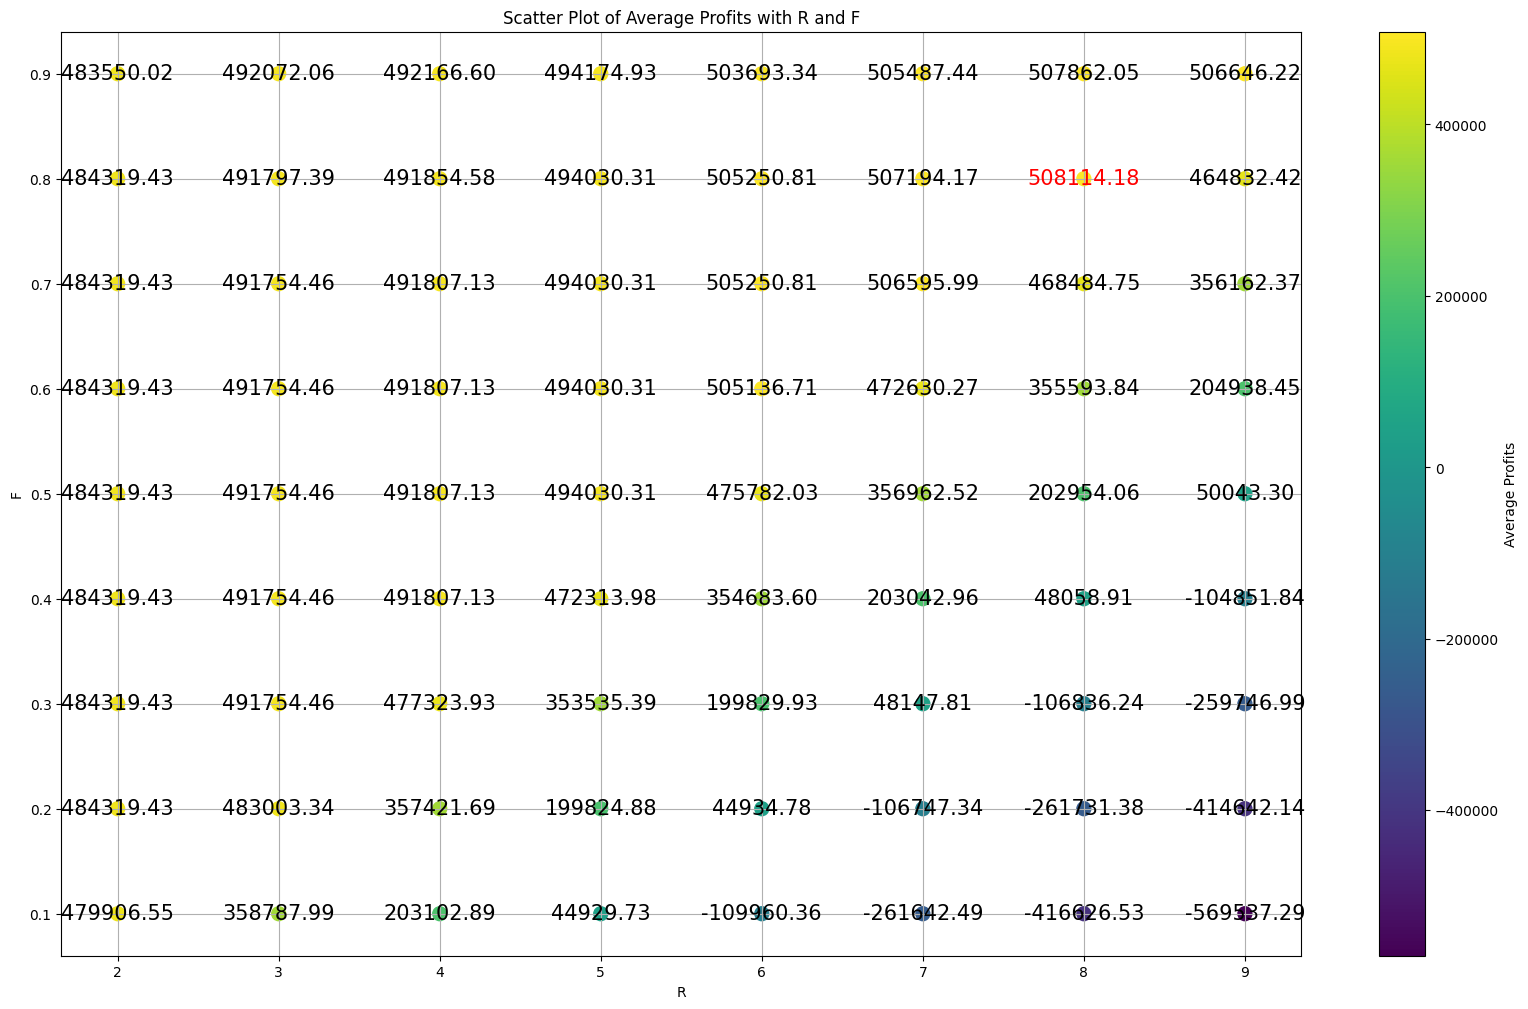 Scatter Plot of Average Profits with R and F
0.9 483550.02 492072.06 492166.60 494174.93 503693.34 505487.44 507862.05 506646.22
400000
0.8 484319.43 491797.39 491854.58 494030.31 505250.81 507194.17 508114.18 464832.42
0.7 484319.43 491754.46 491807.13 494030.31 505250.81 506595.99 468484.75 356162.37
200000
0.6 484319.43 491754.46 491807.13 494030.31 505136.71 472630.27 355593.84 204938.45
0
F
Average Profits
0.5 484319.43 491754.46 491807.13 494030.31 475782.03 356962.52 202954.06 50043.30
0.4 484319.43 491754.46 491807.13 472313.98 354683.60 203042.96 48058.91 -104851.84
−200000
0.3 484319.43 491754.46 477323.93 353535.39 199829.93 48147.81 -106836.24 -259746.99
0.2 484319.43 483003.34 357421.69 199824.88 44934.78 -106747.34 -261731.38 -414642.14
−400000
0.1 479906.55 358787.99 203102.89 44929.73 -109960.36 -261642.49 -416626.53 -569537.29
2 3 4 5 6 7 8 9
R